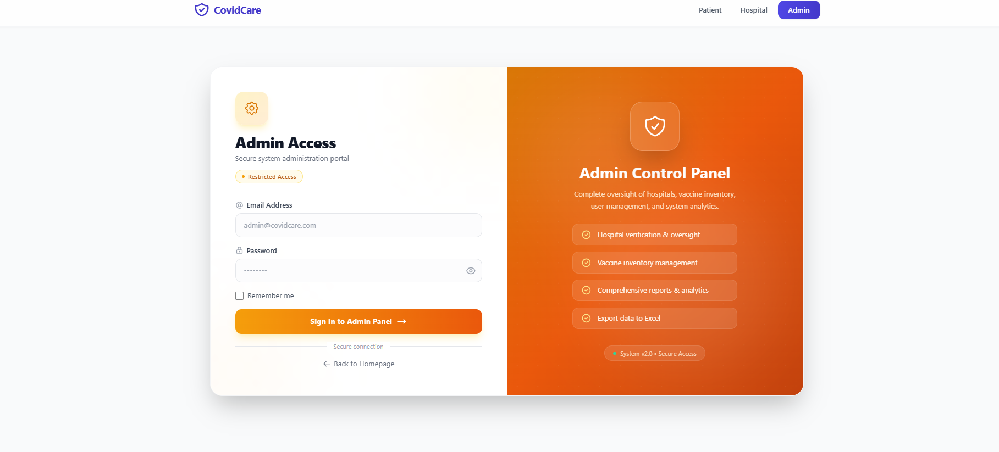 CovidCare
Patient
Hospital
Admin
Admin Access
Secure system administration portal
Restricted Access
Email Address
admin@covidcare.com
Password
••••••••
Remember me
Sign In to Admin Panel →
Secure connection
← Back to Homepage
Admin Control Panel
Complete oversight of hospitals, vaccine inventory,
user management, and system analytics.
Hospital verification & oversight
Vaccine inventory management
Comprehensive reports & analytics
Export data to Excel
System v2.0 • Secure Access